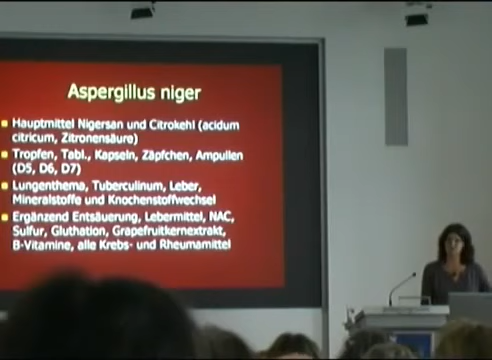 Aspergillus niger
Hauptmittel Nigersan und Citrokehl (acidum
citricum, Zitronensäure)
Tropfen, Tabl., Kapseln, Zäpfchen, Ampullen
(D5, D6, D7)
Lungenthema, Tuberculinum, Leber,
Mineralstoffe und Knochenstoffwechsel
Ergänzend Entsäuerung, Lebermittel, NAC,
Sulfur, Gluthation, Grapefruitkernextrakt,
B-Vitamine, alle Krebs- und Rheumamittel